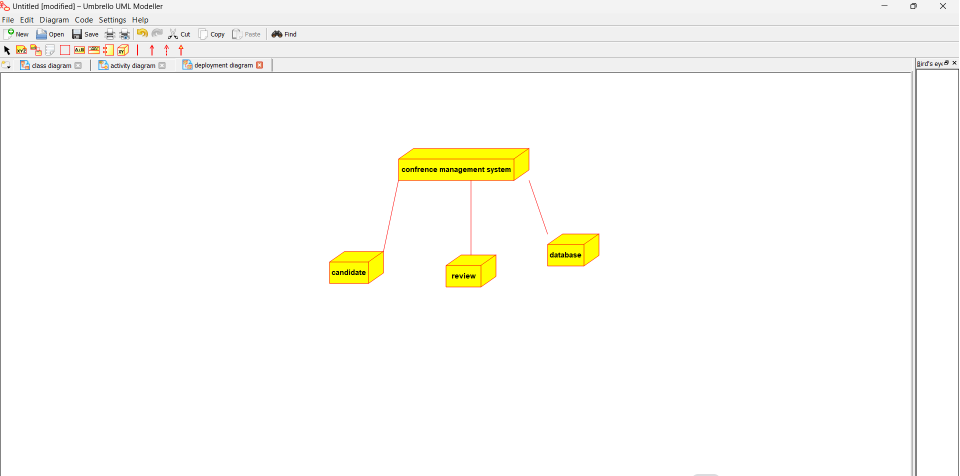 Untitled [modified] – Umbrello UML Modeller
File Edit Diagram Code Settings Help
New Open Save Cut Copy Paste Find
class diagram activity diagram deployment diagram
Bird's eye
confrence management system
candidate
review
database